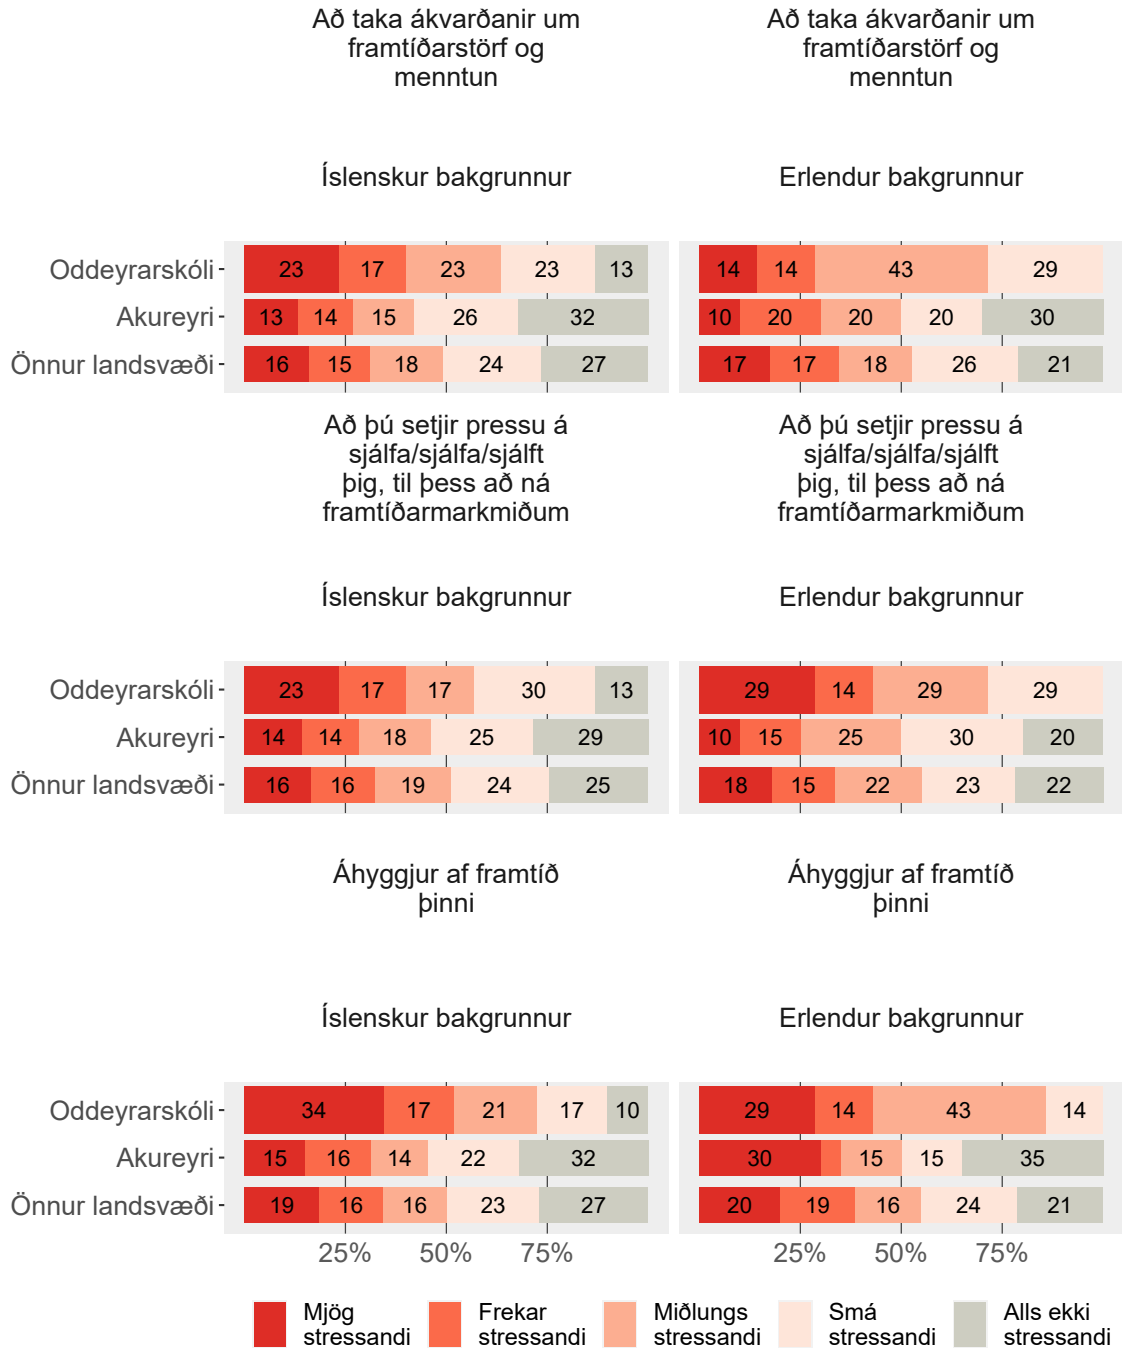 Að taka ákvarðanir um
framtíðarstörf og
menntun
Að taka ákvarðanir um
framtíðarstörf og
menntun
Íslenskur bakgrunnur
Erlendur bakgrunnur
Oddeyrarskóli
23 17 23 23 13
14 14 43 29
Akureyri
13 14 15 26 32
10 20 20 20 30
Önnur landsvæði
16 15 18 24 27
17 17 18 26 21
Að þú setjir pressu á
sjálfa/sjálfa/sjálft
þig, til þess að ná
framtíðarmarkmiðum
Að þú setjir pressu á
sjálfa/sjálfa/sjálft
þig, til þess að ná
framtíðarmarkmiðum
Íslenskur bakgrunnur
Erlendur bakgrunnur
Oddeyrarskóli
23 17 17 30 13
29 14 29 29
Akureyri
14 14 18 25 29
10 15 25 30 20
Önnur landsvæði
16 16 19 24 25
18 15 22 23 22
Áhyggjur af framtíð
þinni
Áhyggjur af framtíð
þinni
Íslenskur bakgrunnur
Erlendur bakgrunnur
Oddeyrarskóli
34 17 21 17 10
29 14 43 14
Akureyri
15 16 14 22 32
30 15 15 35
Önnur landsvæði
19 16 16 23 27
20 19 16 24 21
25% 50% 75%
25% 50% 75%
Mjög
stressandi
Frekar
stressandi
Miðlungs
stressandi
Smá
stressandi
Alls ekki
stressandi